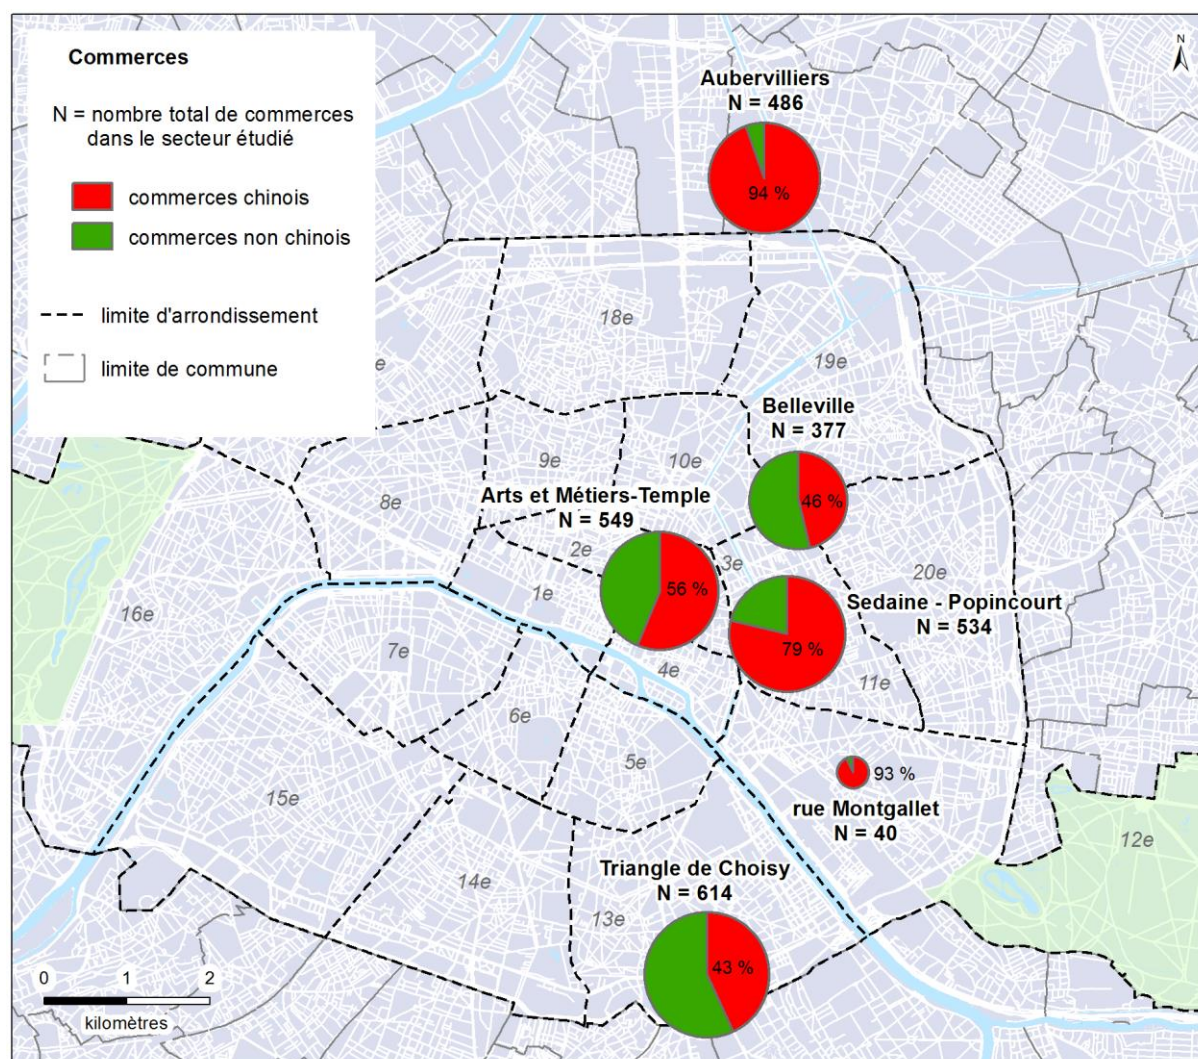 Commerces
N = nombre total de commerces
dans le secteur étudié
commerces chinois
commerces non chinois
limite d'arrondissement
limite de commune
N
Aubervilliers
N = 486
94 %
18e
19e
e
Belleville
N = 377
46 %
9e
10e
8e
Arts et Métiers-Temple
N = 549
56 %
2e
3e
1e
20e
Sedaine - Popincourt
N = 534
79 %
16e
7e
4e
11e
6e
5e
15e
93 %
rue Montgallet
N = 40
12e
Triangle de Choisy
N = 614
43 %
14e
13e
0 1 2
kilomètres